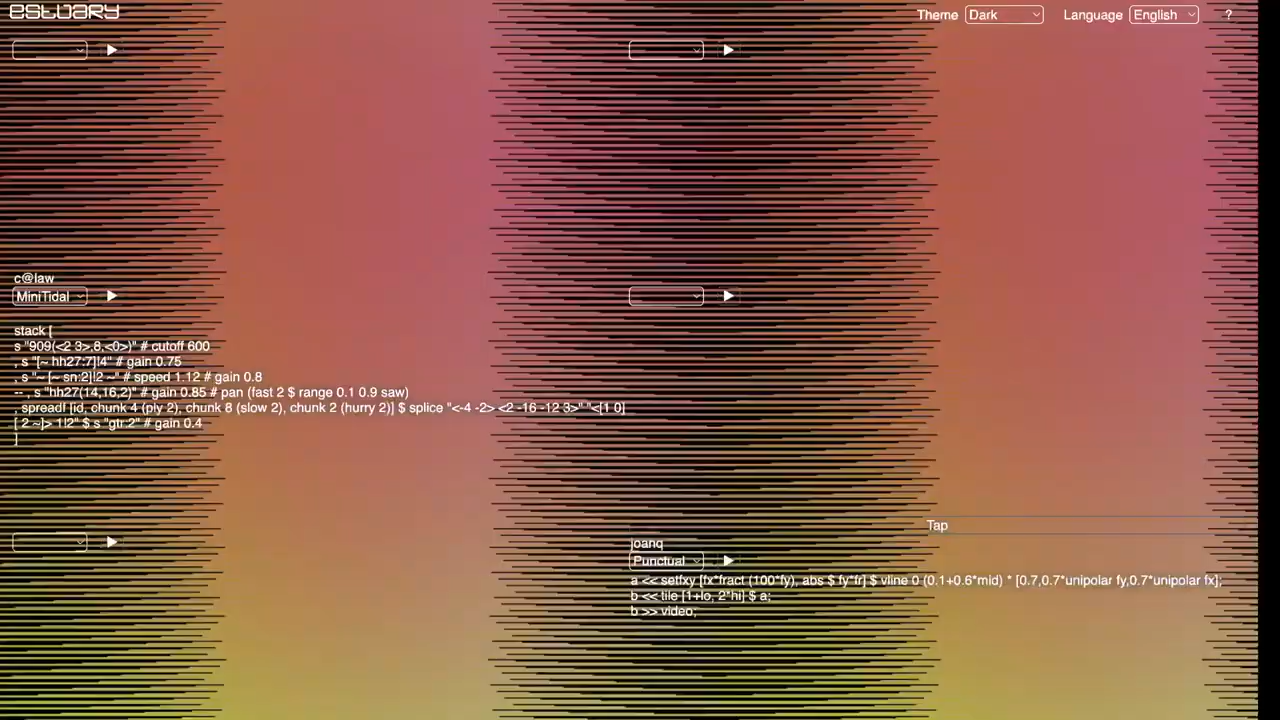 estuary
Theme Dark Language English ?
c@law
MiniTidal
stack [
s "909(<2 3>,8,<0>)" # cutoff 600
, s "[~ hh27:7]!4" # gain 0.75
, s "~ [~ sn:2]!2 ~" # speed 1.12 # gain 0.8
-- , s "hh27(14,16,2)" # gain 0.85 # pan (fast 2 $ range 0.1 0.9 saw)
, spread! [id, chunk 4 (ply 2), chunk 8 (slow 2), chunk 2 (hurry 2)] $ splice "<-4 -2> <2 -16 -12 3>" "<[1 0]
[ 2 ~]> 1!2" $ s "gtr:2" # gain 0.4
]
Tap
joanq
Punctual
a << setfxy [fx*fract (100*fy), abs $ fy*fr] $ vline 0 (0.1+0.6*mid) * [0.7,0.7*unipolar fy,0.7*unipolar fx];
b << tile [1+lo, 2*hi] $ a;
b >> video;